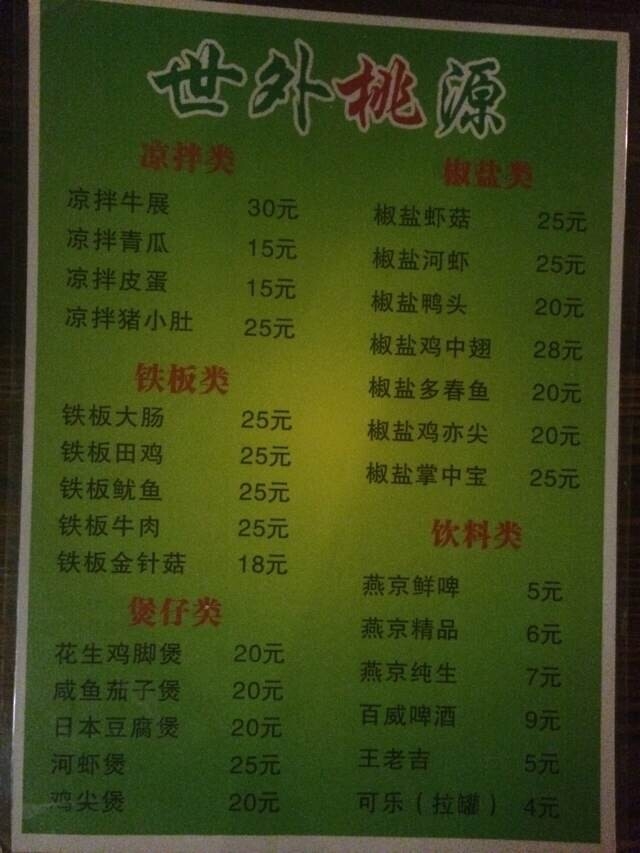 世外桃源
凉拌类
凉拌牛展 30元
凉拌青瓜 15元
凉拌皮蛋 15元
凉拌猪小肚 25元
铁板类
铁板大肠 25元
铁板田鸡 25元
铁板鱿鱼 25元
铁板牛肉 25元
铁板金针菇 18元
煲仔类
花生鸡脚煲 20元
咸鱼茄子煲 20元
日本豆腐煲 20元
河虾煲 25元
鸡尖煲 20元
椒盐类
椒盐虾菇 25元
椒盐河虾 25元
椒盐鸭头 20元
椒盐鸡中翅 28元
椒盐多春鱼 20元
椒盐鸡亦尖 20元
椒盐掌中宝 25元
饮料类
燕京鲜啤 5元
燕京精品 6元
燕京纯生 7元
百威啤酒 9元
王老吉 5元
可乐（拉罐） 4元